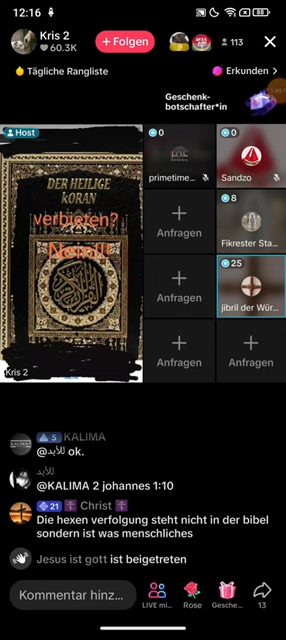 12:16
88
Kris 2
60.3K
+ Folgen
113
Tägliche Rangliste
Erkunden >
Geschenk-
botschafter*in
Host
DER HEILIGE
KORAN
verbieten?
Nein!!
Kris 2
0
primetime...
0
Sandzo
Anfragen
8
Fikrester Sta...
Anfragen
25
jibril der Wür...
Anfragen
Anfragen
5 KALIMA
@للأبد ok.
للأبد
@KALIMA 2 johannes 1:10
21 Christ
Die hexen verfolgung steht nicht in der bibel
sondern ist was menschliches
Jesus ist gott ist beigetreten
Kommentar hinz...
LIVE mi...
Rose
Gesche...
13